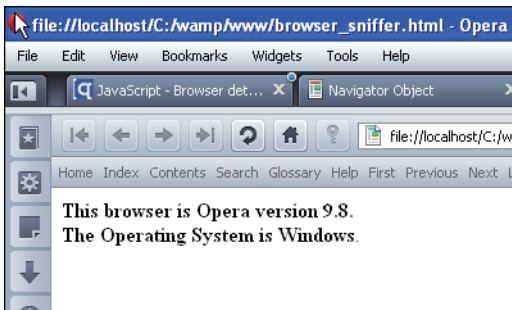 file://localhost/C:/wamp/www/browser_sniffer.html - Opera
File Edit View Bookmarks Widgets Tools Help
JavaScript - Browser det... Navigator Object
file://localhost/C:/w
Home Index Contents Search Glossary Help First Previous Next L
This browser is Opera version 9.8.
The Operating System is Windows.